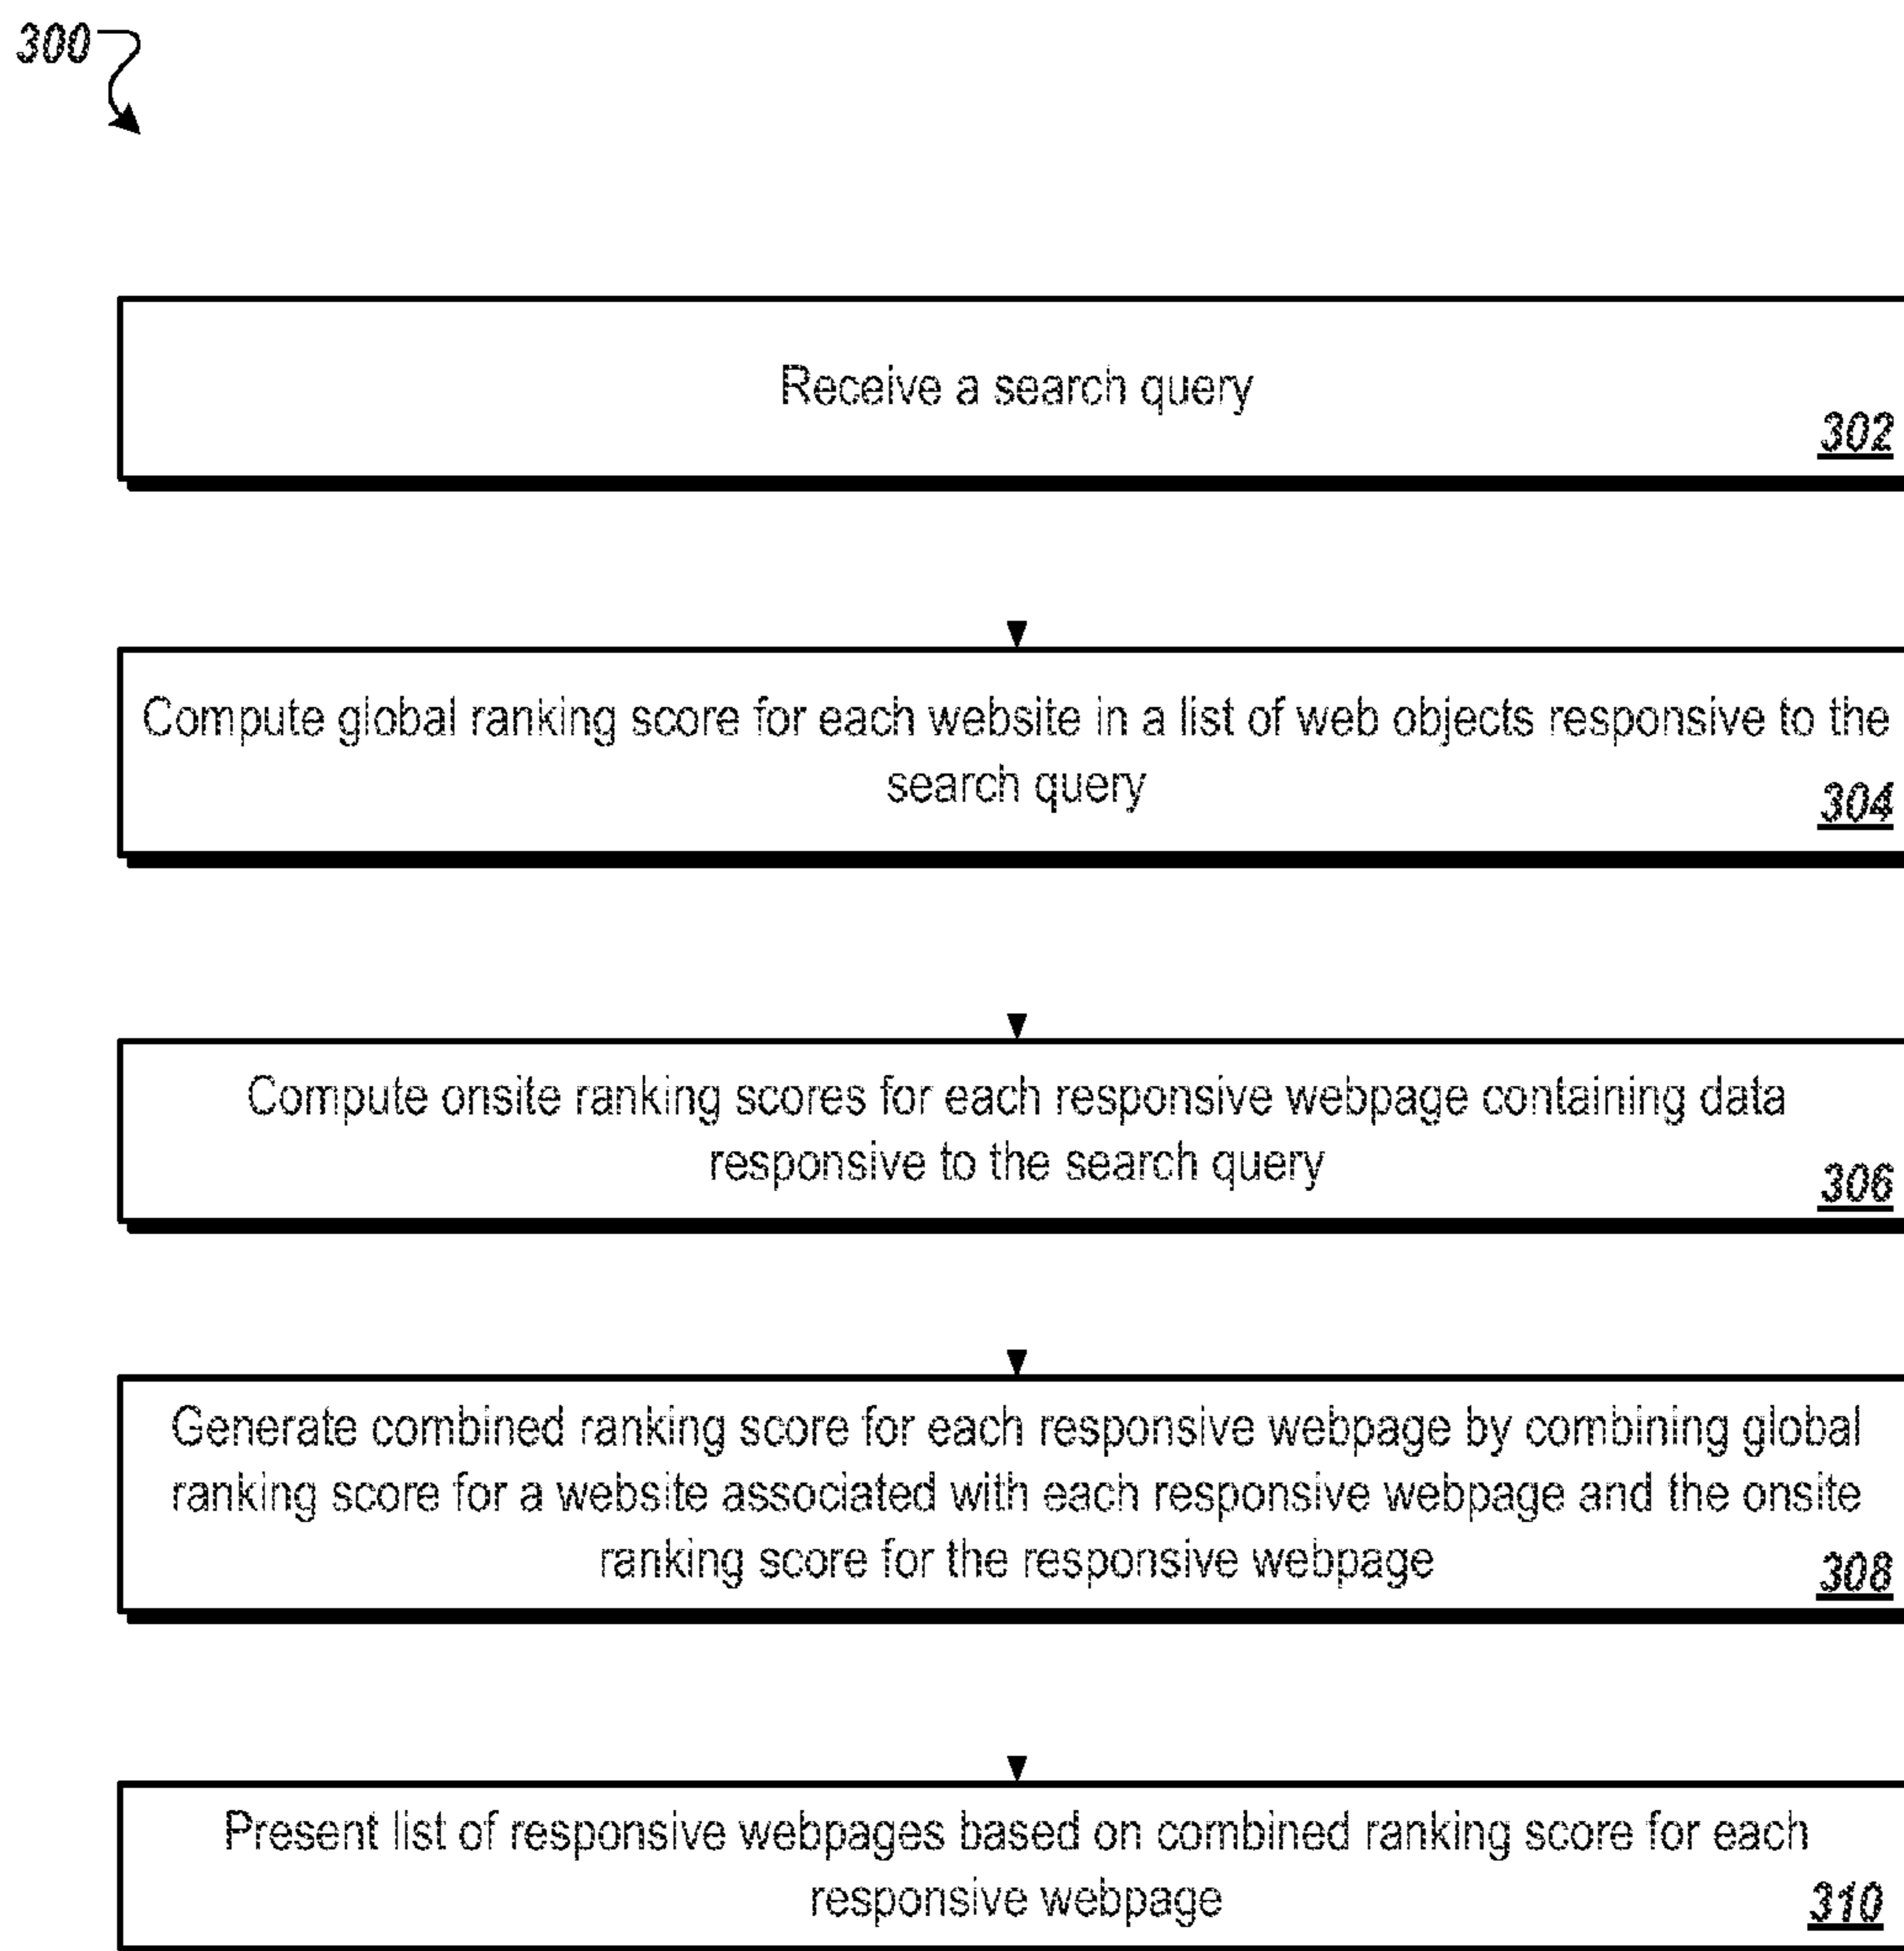 300
Receive a search query
302
Compute global ranking score for each website in a list of web objects responsive to the
search query
304
Compute onsite ranking scores for each responsive webpage containing data
responsive to the search query
306
Generate combined ranking score for each responsive webpage by combining global
ranking score for a website associated with each responsive webpage and the onsite
ranking score for the responsive webpage
308
Present list of responsive webpages based on combined ranking score for each
responsive webpage
310